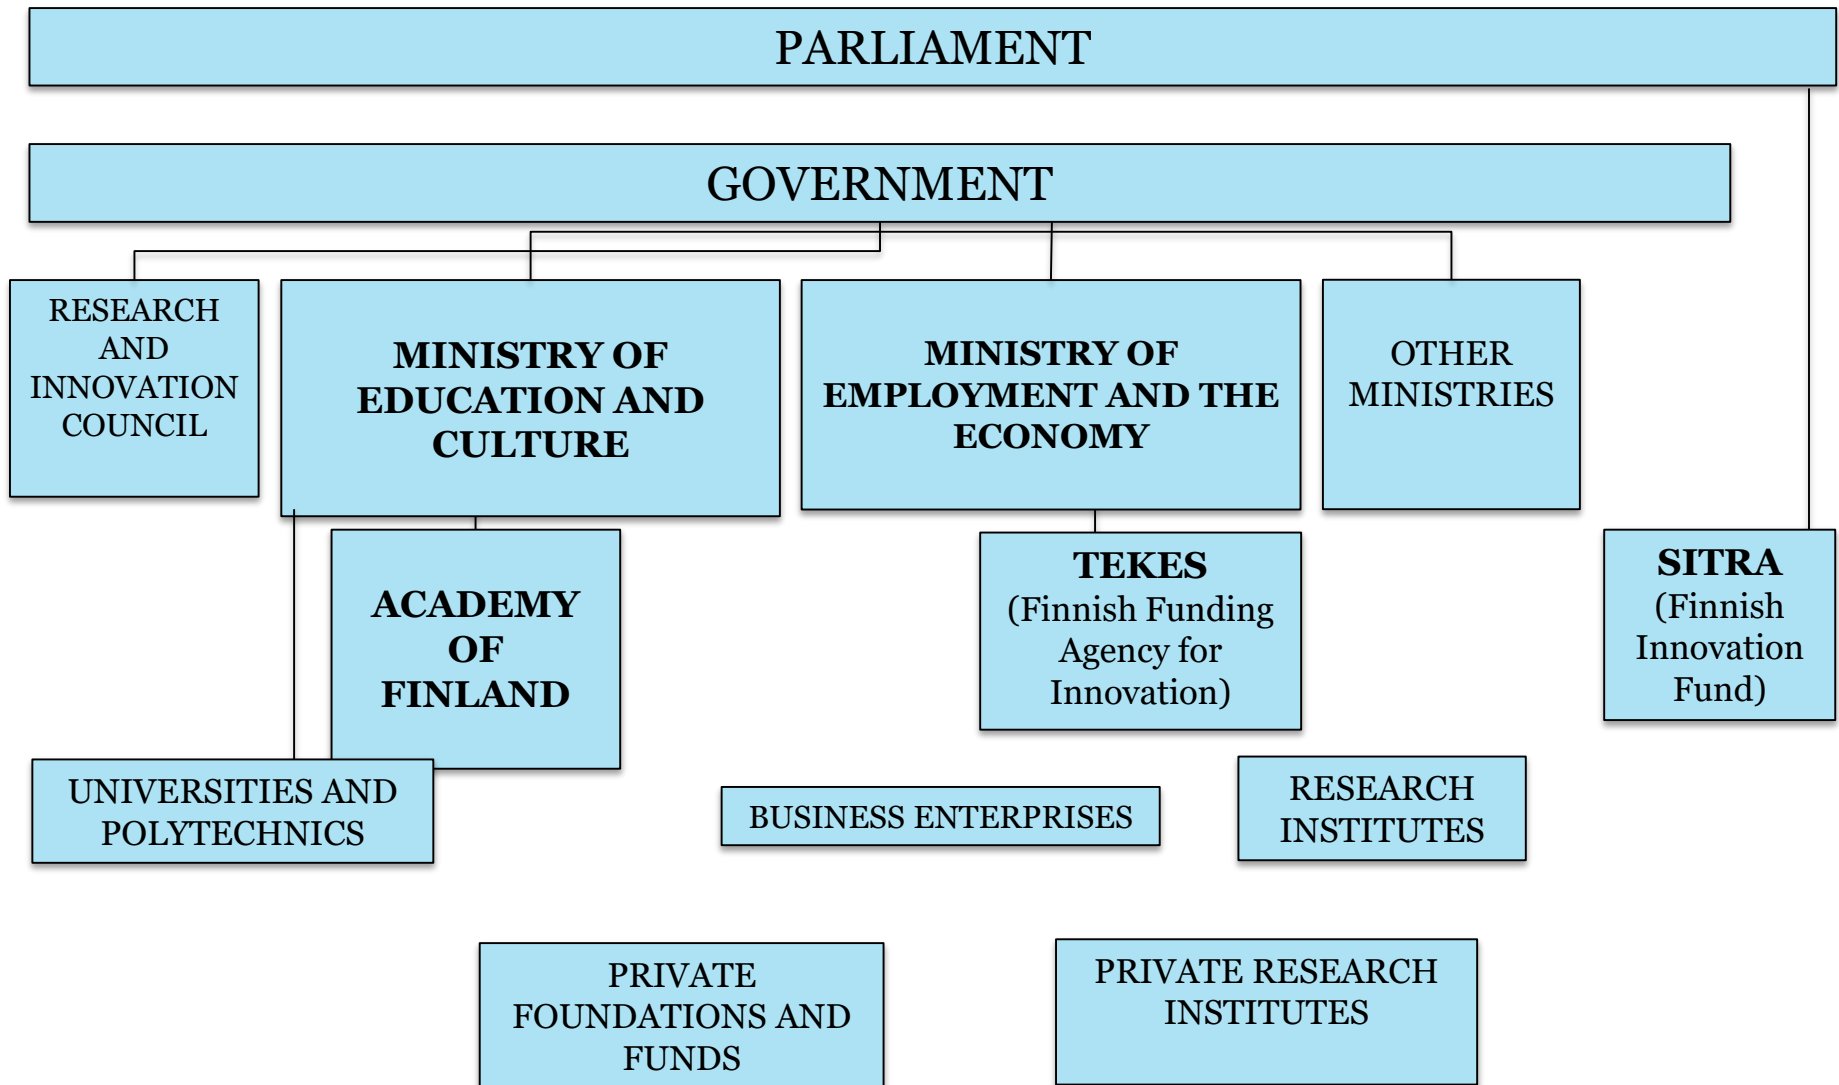 PARLIAMENT
GOVERNMENT
RESEARCH
AND
INNOVATION
COUNCIL
MINISTRY OF
EDUCATION AND
CULTURE
MINISTRY OF
EMPLOYMENT AND THE
ECONOMY
OTHER
MINISTRIES
ACADEMY
OF
FINLAND
TEKES
(Finnish Funding
Agency for
Innovation)
SITRA
(Finnish
Innovation
Fund)
UNIVERSITIES AND
POLYTECHNICS
BUSINESS ENTERPRISES
RESEARCH
INSTITUTES
PRIVATE
FOUNDATIONS AND
FUNDS
PRIVATE RESEARCH
INSTITUTES